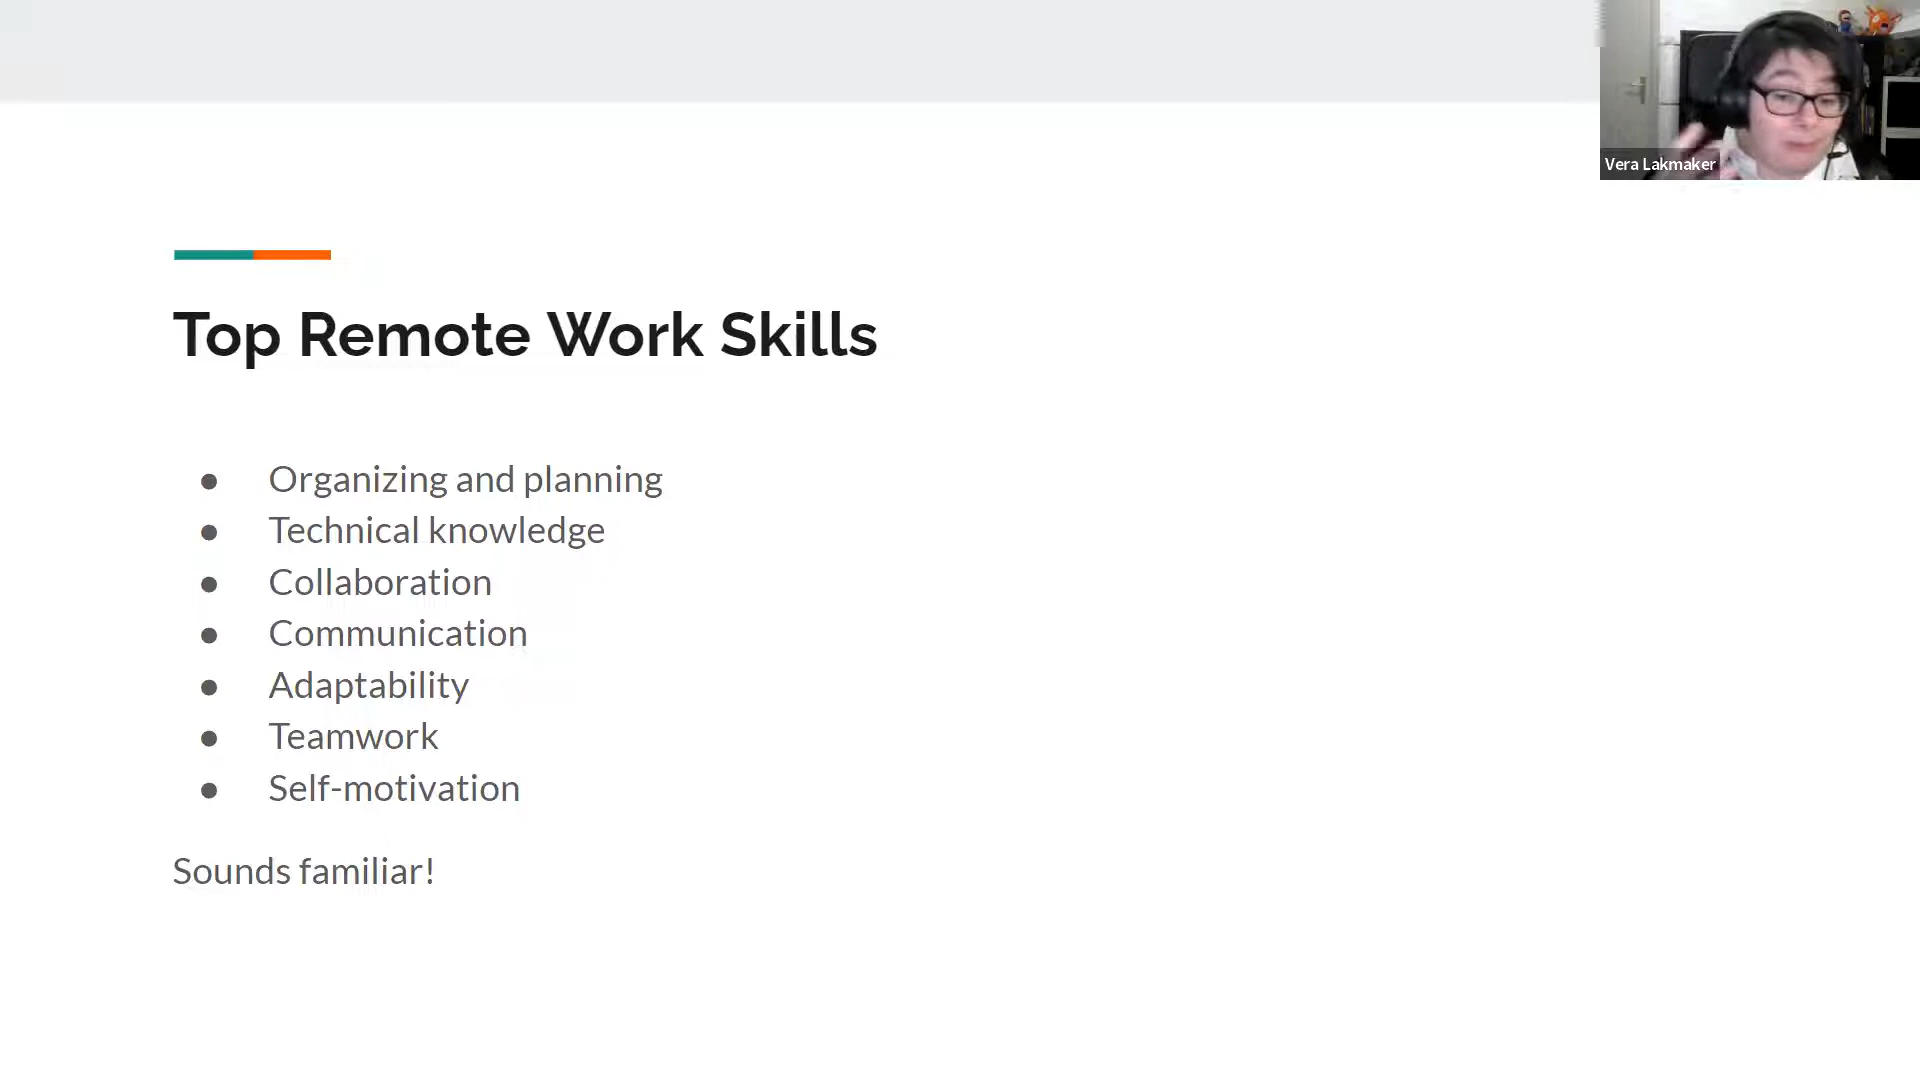 Vera Lakmaker
Top Remote Work Skills
● Organizing and planning
● Technical knowledge
● Collaboration
● Communication
● Adaptability
● Teamwork
● Self-motivation
Sounds familiar!